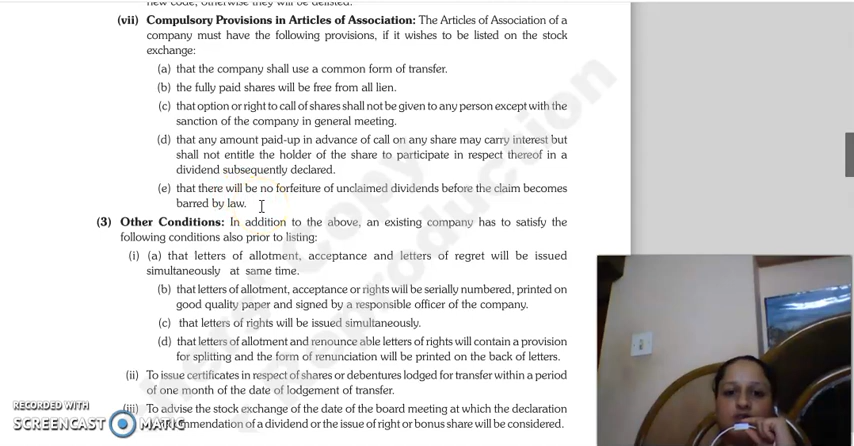 (vii) Compulsory Provisions in Articles of Association: The Articles of Association of a
company must have the following provisions, if it wishes to be listed on the stock
exchange:
(a) that the company shall use a common form of transfer.
(b) the fully paid shares will be free from all lien.
(c) that option or right to call of shares shall not be given to any person except with the
sanction of the company in general meeting.
(d) that any amount paid-up in advance of call on any share may carry interest but
shall not entitle the holder of the share to participate in respect thereof in a
dividend subsequently declared.
(e) that there will be no forfeiture of unclaimed dividends before the claim becomes
barred by law.
(3) Other Conditions: In addition to the above, an existing company has to satisfy the
following conditions also prior to listing:
(i) (a) that letters of allotment, acceptance and letters of regret will be issued
simultaneously at same time.
(b) that letters of allotment, acceptance or rights will be serially numbered, printed on
good quality paper and signed by a responsible officer of the company.
(c) that letters of rights will be issued simultaneously.
(d) that letters of allotment and renounce able letters of rights will contain a provision
for splitting and the form of renunciation will be printed on the back of letters.
(ii) To issue certificates in respect of shares or debentures lodged for transfer within a period
of one month of the date of lodgement of transfer.
(iii) To advise the stock exchange of the date of the board meeting at which the declaration
of a dividend or the issue of right or bonus share will be considered.
RECORDED WITH
SCREENCAST MATIC